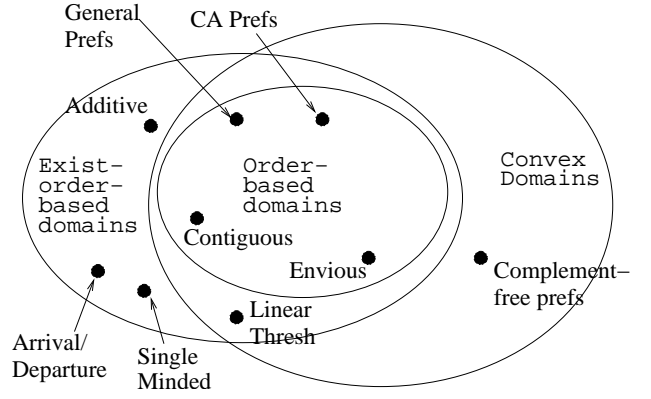 General
Prefs
CA Prefs
Additive
Exist-
order-
based
domains
Order-
based
domains
Convex
Domains
Contiguous
Envious
Complement-
free prefs
Linear
Thresh
Arrival/
Departure
Single
Minded